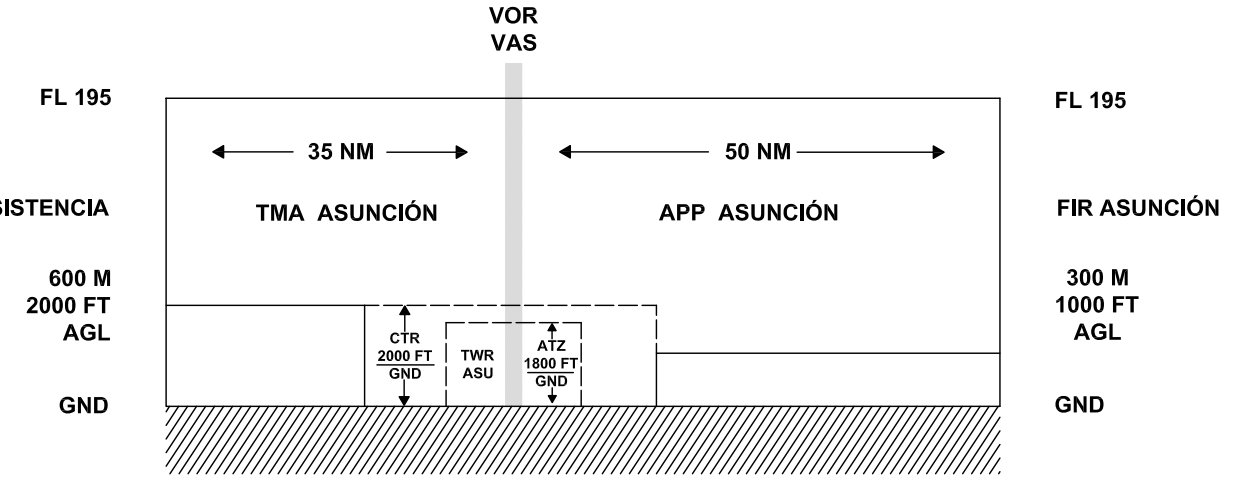 VOR
VAS
FL 195
FL 195
35 NM
50 NM
SISTENCIA
TMA ASUNCIÓN
APP ASUNCIÓN
FIR ASUNCIÓN
600 M
2000 FT
AGL
300 M
1000 FT
AGL
CTR
2000 FT
GND
TWR
ASU
ATZ
1800 FT
GND
GND
GND